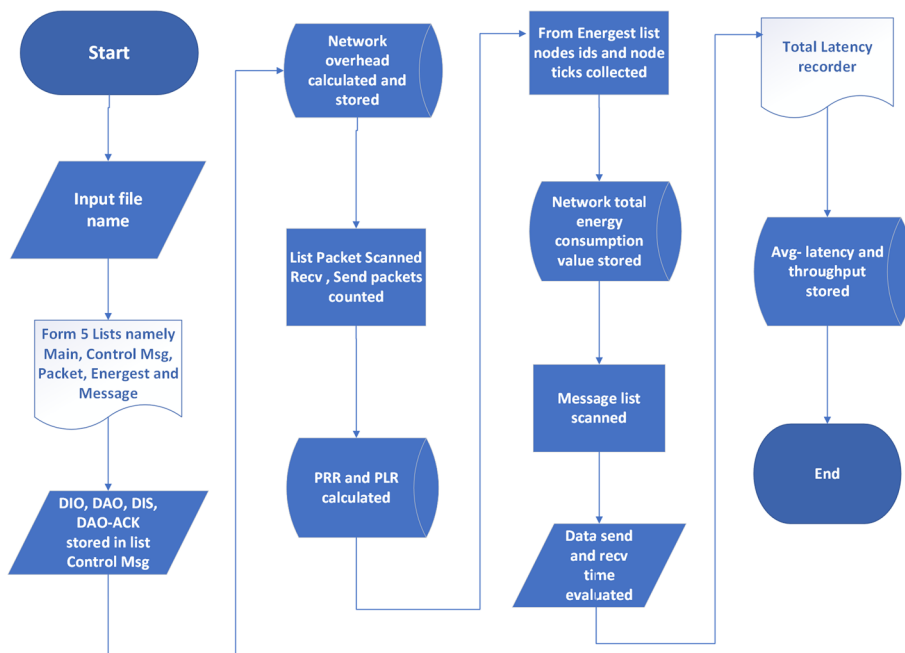 Start
Input file
name
Form 5 Lists namely
Main, Control Msg,
Packet, Energest and
Message
DIO, DAO, DIS,
DAO-ACK
stored in list
Control Msg
Network
overhead
calculated and
stored
List Packet Scanned
Recv , Send packets
counted
PRR and PLR
calculated
From Energest list
nodes ids and node
ticks collected
Network total
energy
consumption
value stored
Message list
scanned
Data send
and recv
time
evaluated
Total Latency
recorder
Avg- latency and
throughput
stored
End